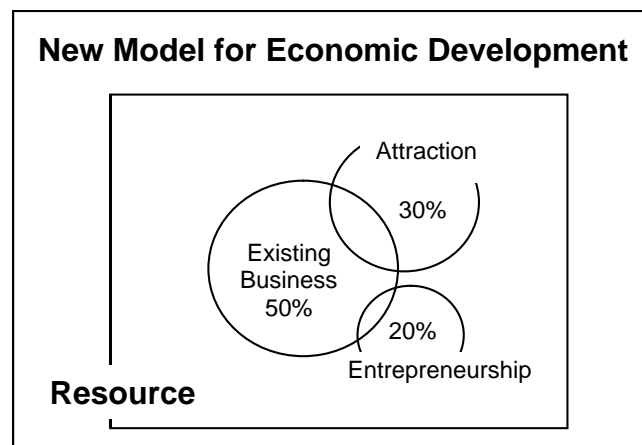 New Model for Economic Development
Attraction
30%
Existing
Business
50%
20%
Entrepreneurship
Resource